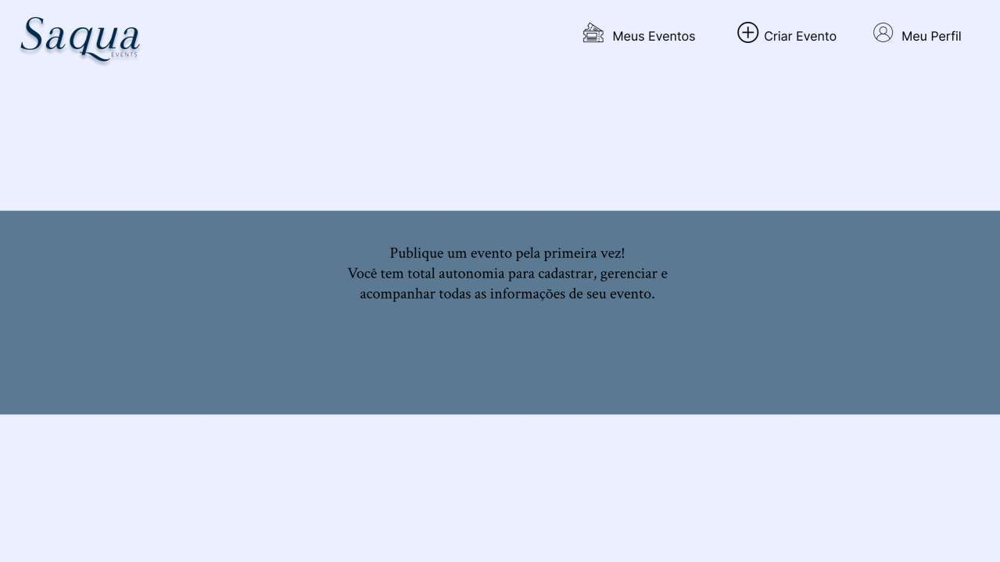 Saqua
EVENTS
Meus Eventos
Criar Evento
Meu Perfil
Publique um evento pela primeira vez!
Você tem total autonomia para cadastrar, gerenciar e
acompanhar todas as informações de seu evento.